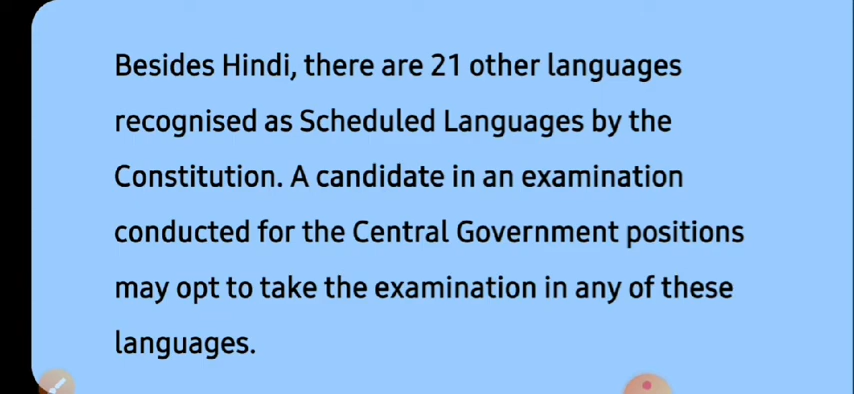 Besides Hindi, there are 21 other languages
recognised as Scheduled Languages by the
Constitution. A candidate in an examination
conducted for the Central Government positions
may opt to take the examination in any of these
languages.